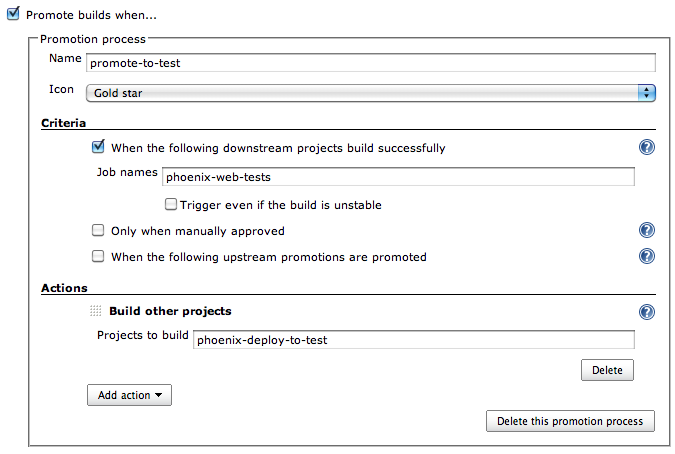 Promote builds when...
Promotion process
Name promote-to-test
Icon Gold star
Criteria
When the following downstream projects build successfully
Job names phoenix-web-tests
Trigger even if the build is unstable
Only when manually approved
When the following upstream promotions are promoted
Actions
Build other projects
Projects to build phoenix-deploy-to-test
Delete
Add action
Delete this promotion process